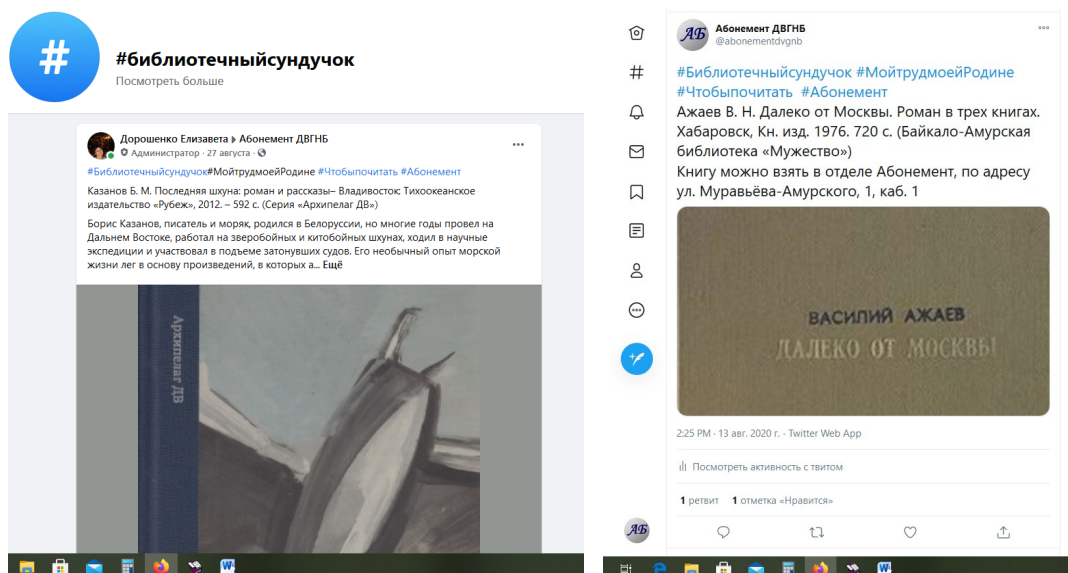 #
#библиотечныйсундучок
Посмотреть больше
Дорошенко Елизавета ▸ Абонемент ДВГНБ
Администратор · 27 августа ·
#Библиотечныйсундучок#МойтрудмоейРодине #Чтобыпочитать #Абонемент
Казанов Б. М. Последняя шхуна: роман и рассказы– Владивосток: Тихоокеанское
издательство «Рубеж», 2012. – 592 с. (Серия «Архипелаг ДВ»)
Борис Казанов, писатель и моряк, родился в Белоруссии, но многие годы провел на
Дальнем Востоке, работал на зверобойных и китобойных шхунах, ходил в научные
экспедиции и участвовал в подъеме затонувших судов. Его необычный опыт морской
жизни лег в основу произведений, в которых а... Ещё
Архипелаг ДВ
АБ
Абонемент ДВГНБ
@abonementdvgnb
#Библиотечныйсундучок #МойтрудмоейРодине
#Чтобыпочитать #Абонемент
Ажаев В. Н. Далеко от Москвы. Роман в трех книгах.
Хабаровск, Кн. изд. 1976. 720 с. (Байкало-Амурская
библиотека «Мужество»)
Книгу можно взять в отделе Абонемент, по адресу
ул. Муравьёва-Амурского, 1, каб. 1
ВАСИЛИЙ АЖАЕВ
ДАЛЕКО ОТ МОСКВЫ
2:25 PM · 13 авг. 2020 г. · Twitter Web App
Посмотреть активность с твитом
1 ретвит 1 отметка «Нравится»
АБ